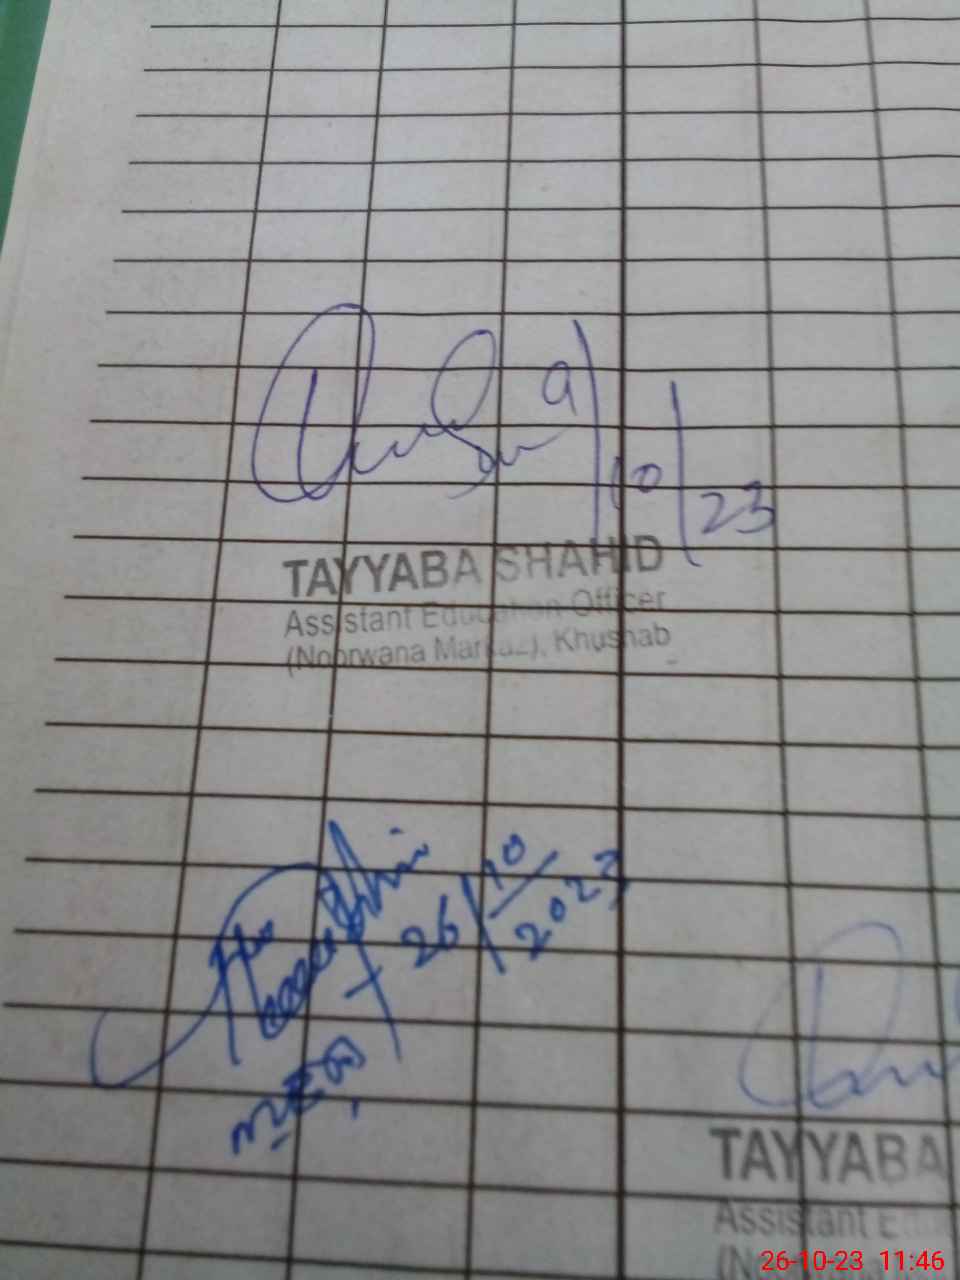 9/10/23
TAYYABA SHAHID
Assistant Education Officer
(Noorwana Markaz), Khushab
26/10/2023
TAYYABA
Assistant
26-10-23 11:46